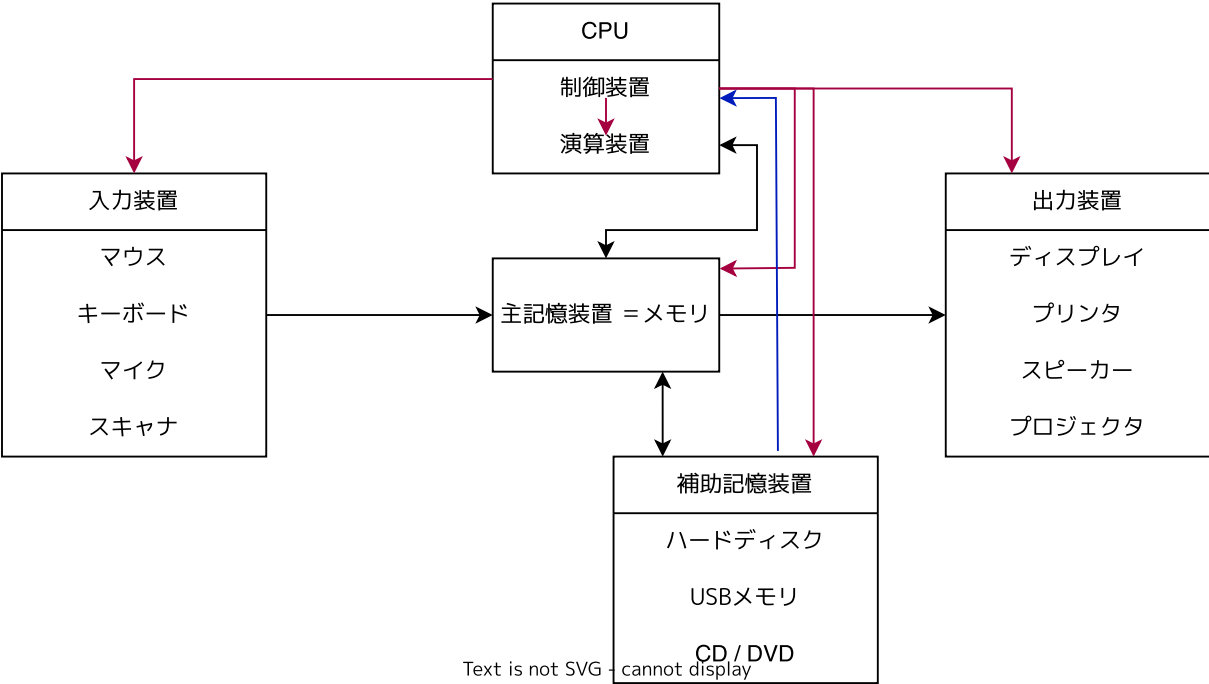 CPU
制御装置
演算装置
入力装置
マウス
キーボード
マイク
スキャナ
主記憶装置 ＝メモリ
出力装置
ディスプレイ
プリンタ
スピーカー
プロジェクタ
補助記憶装置
ハードディスク
USBメモリ
CD / DVD
Text is not SVG - cannot display